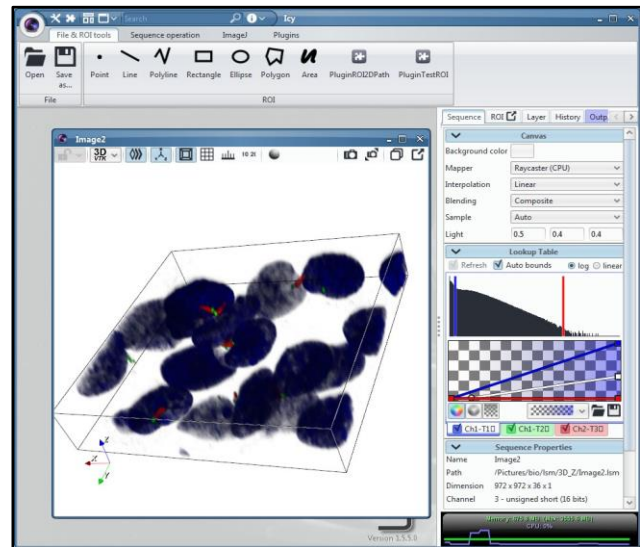 Search
Icy
File & ROI tools Sequence operation ImageJ Plugins
Open Save as... Point Line Polyline Rectangle Ellipse Polygon Area PluginROI2DPath PluginTestROI
File ROI
Sequence ROI Layer History Outp
Canvas
Background color
Mapper Raycaster (CPU)
Interpolation Linear
Blending Composite
Sample Auto
Light 0.5 0.4 0.4
Lookup Table
Refresh Auto bounds log linear
Ch1-T1 Ch1-T2 Ch2-T3
Sequence Properties
Name Image2
Path /Pictures/bio/lsm/3D_Z/Image2.lsm
Dimension 972 x 972 x 36 x 1
Channel 3 - unsigned short (16 bits)
CPU: 0%
Image2
3D VTK
Version 1.5.5.0